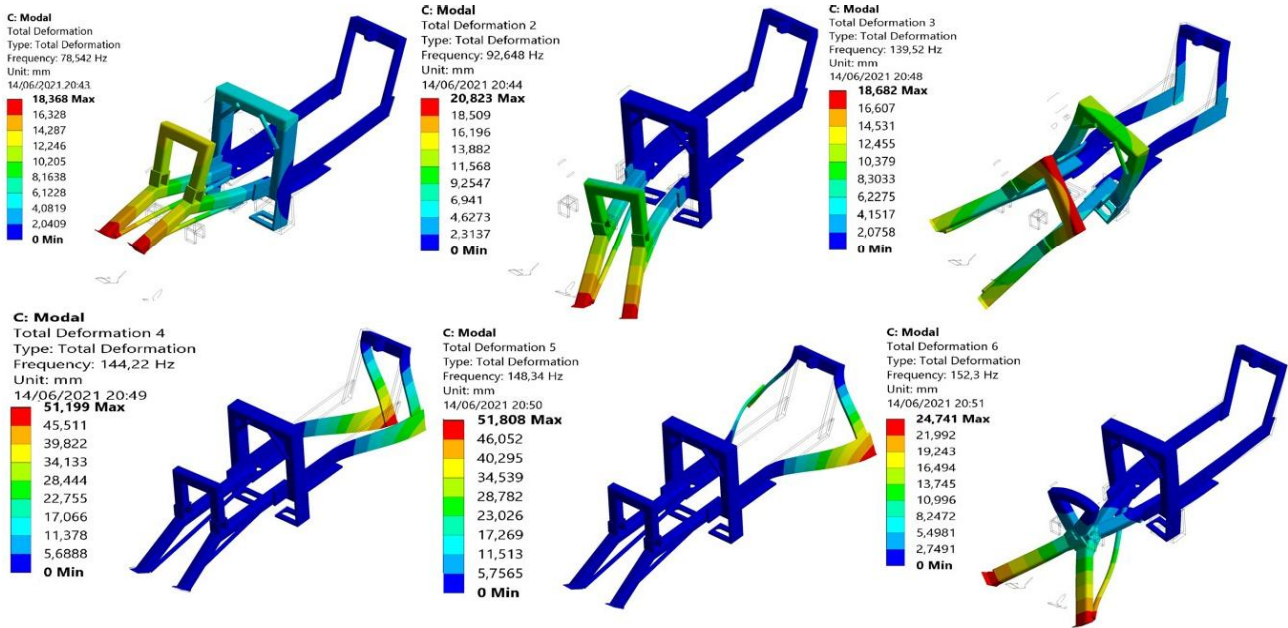 C: Modal
Total Deformation
Type: Total Deformation
Frequency: 78,542 Hz
Unit: mm
14/06/2021 20:43
18,368 Max
16,328
14,287
12,246
10,205
8,1638
6,1228
4,0819
2,0409
0 Min
C: Modal
Total Deformation 2
Type: Total Deformation
Frequency: 92,648 Hz
Unit: mm
14/06/2021 20:44
20,823 Max
18,509
16,196
13,882
11,568
9,2547
6,941
4,6273
2,3137
0 Min
C: Modal
Total Deformation 3
Type: Total Deformation
Frequency: 139,52 Hz
Unit: mm
14/06/2021 20:48
18,682 Max
16,607
14,531
12,455
10,379
8,3033
6,2275
4,1517
2,0758
0 Min
C: Modal
Total Deformation 4
Type: Total Deformation
Frequency: 144,22 Hz
Unit: mm
14/06/2021 20:49
51,199 Max
45,511
39,822
34,133
28,444
22,755
17,066
11,378
5,6888
0 Min
C: Modal
Total Deformation 5
Type: Total Deformation
Frequency: 148,34 Hz
Unit: mm
14/06/2021 20:50
51,808 Max
46,052
40,295
34,539
28,782
23,026
17,269
11,513
5,7565
0 Min
C: Modal
Total Deformation 6
Type: Total Deformation
Frequency: 152,3 Hz
Unit: mm
14/06/2021 20:51
24,741 Max
21,992
19,243
16,494
13,745
10,996
8,2472
5,4981
2,7491
0 Min